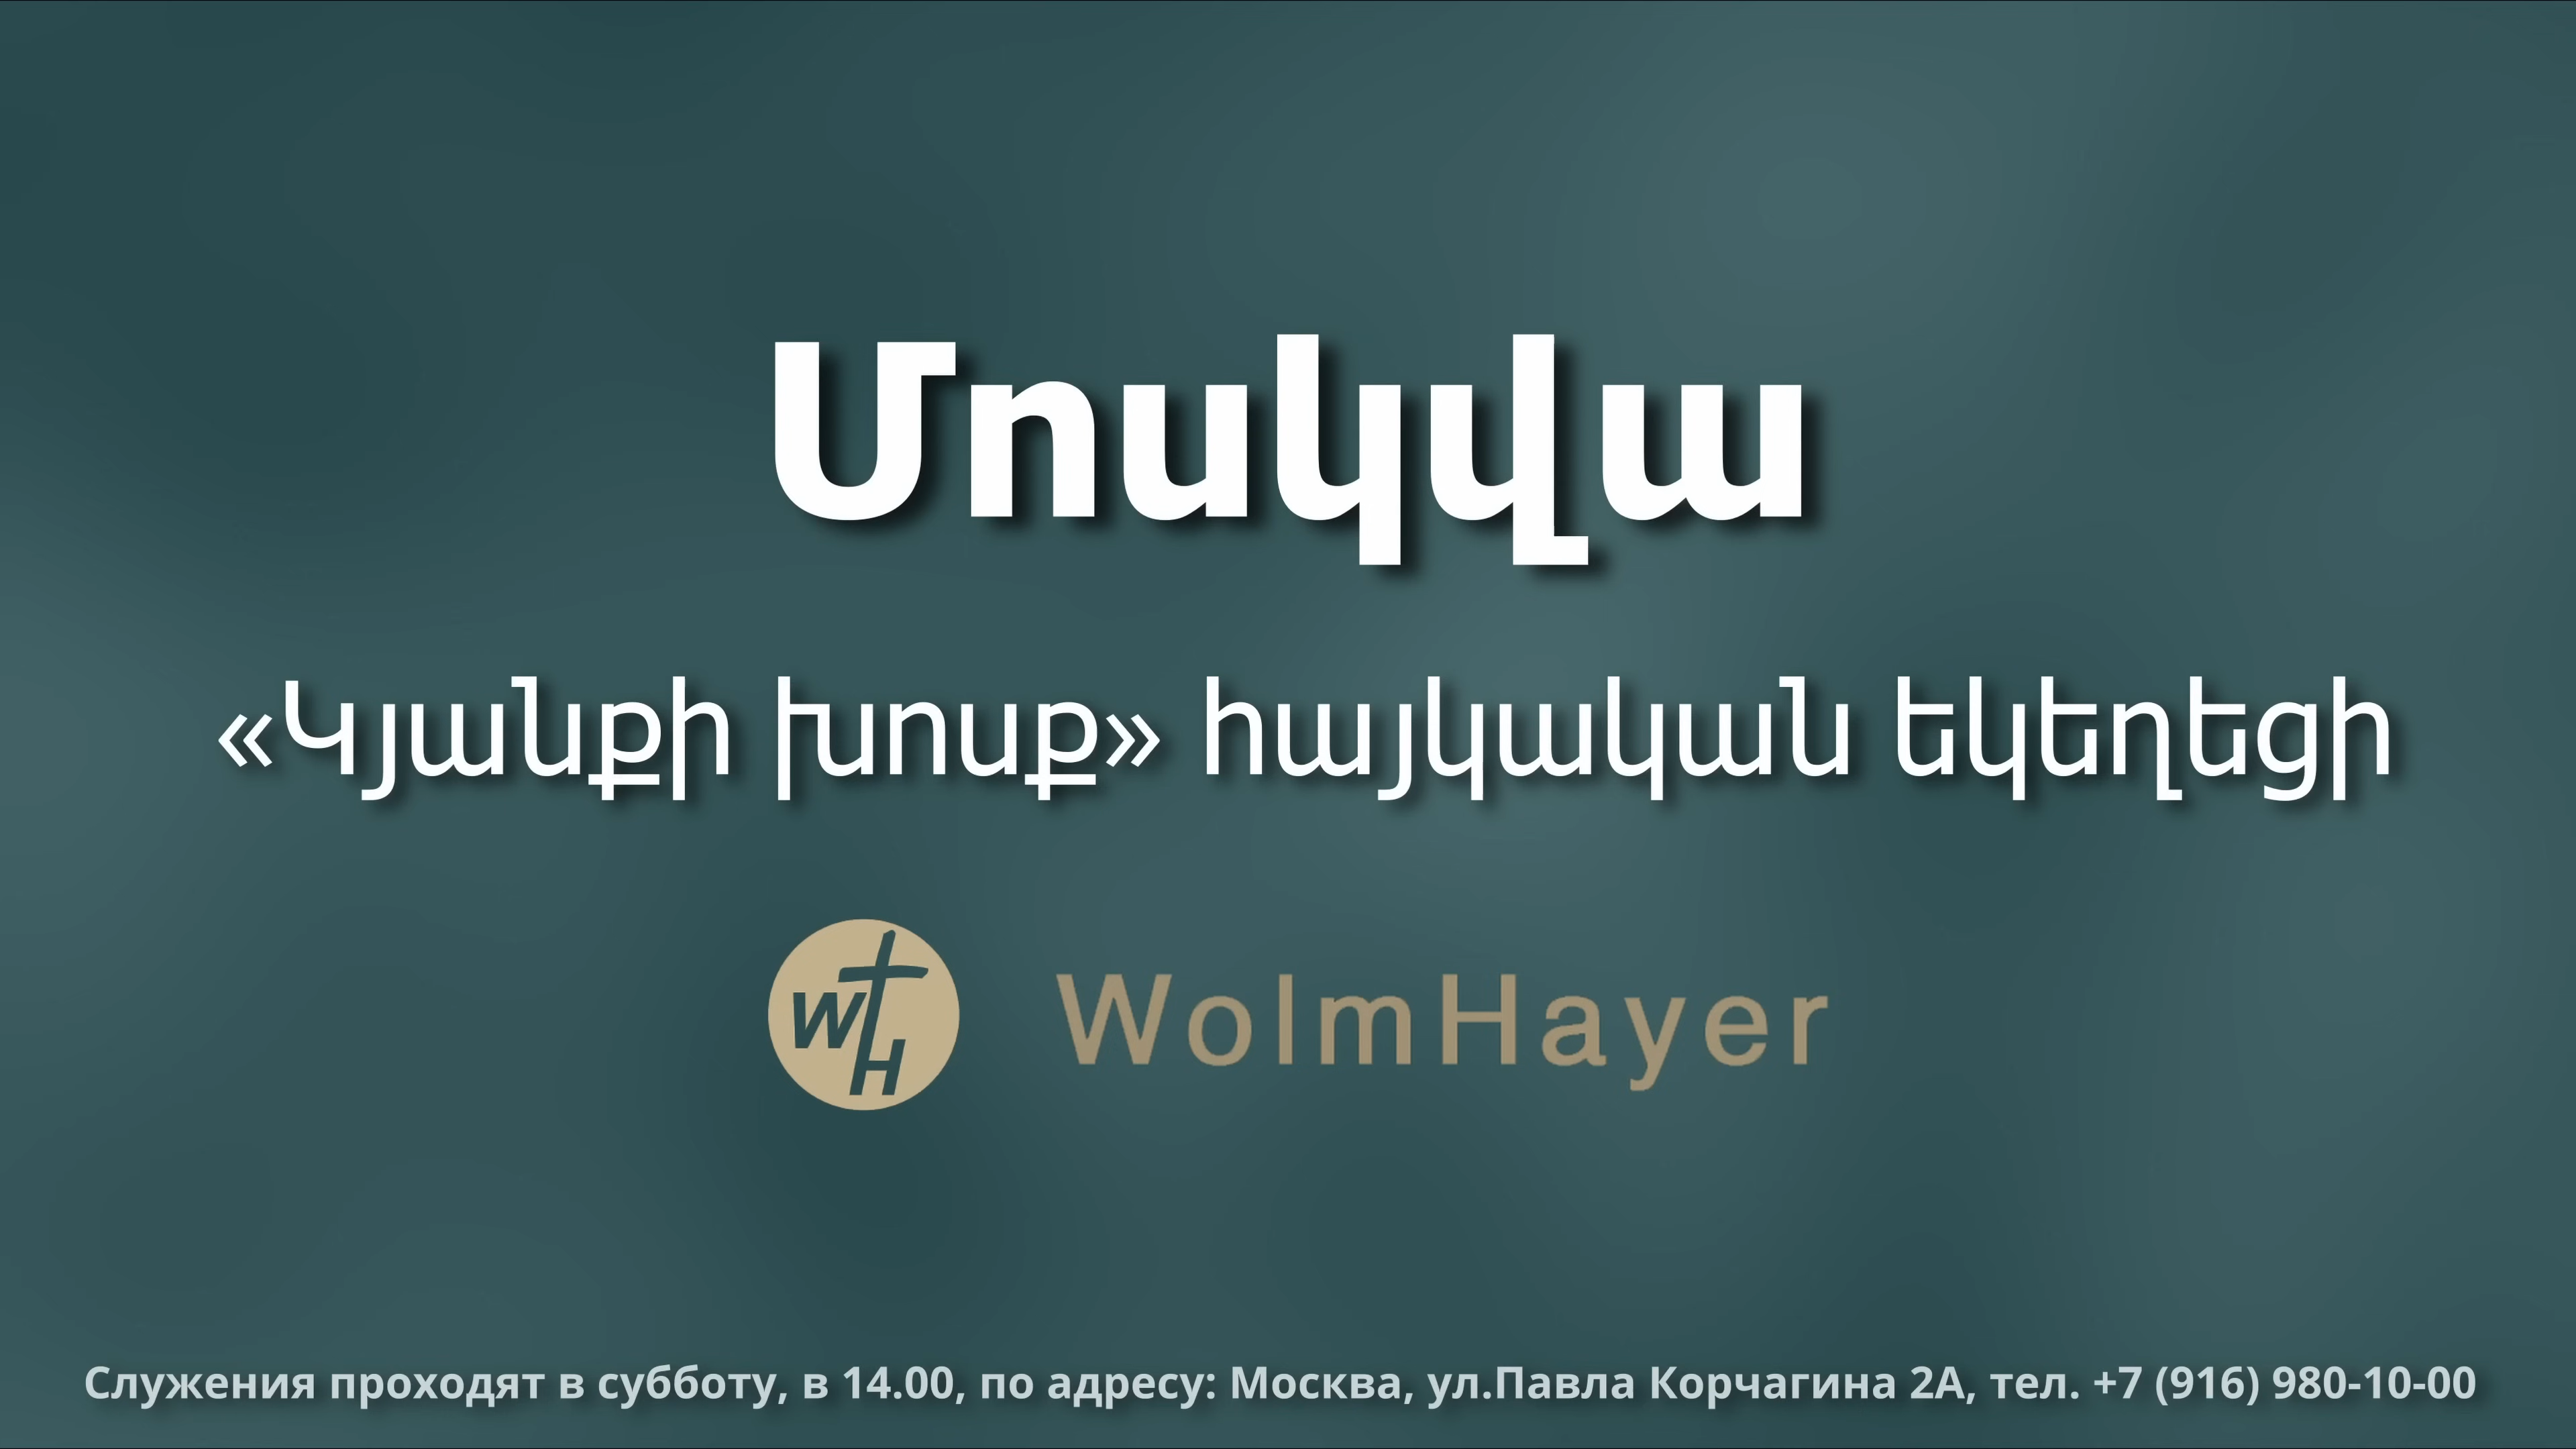 Մոսկվա
«Կյանքի խոսք» հայկական եկեղեցի
WH WolmHayer
Служения проходят в субботу, в 14.00, по адресу: Москва, ул.Павла Корчагина 2А, тел. +7 (916) 980-10-00